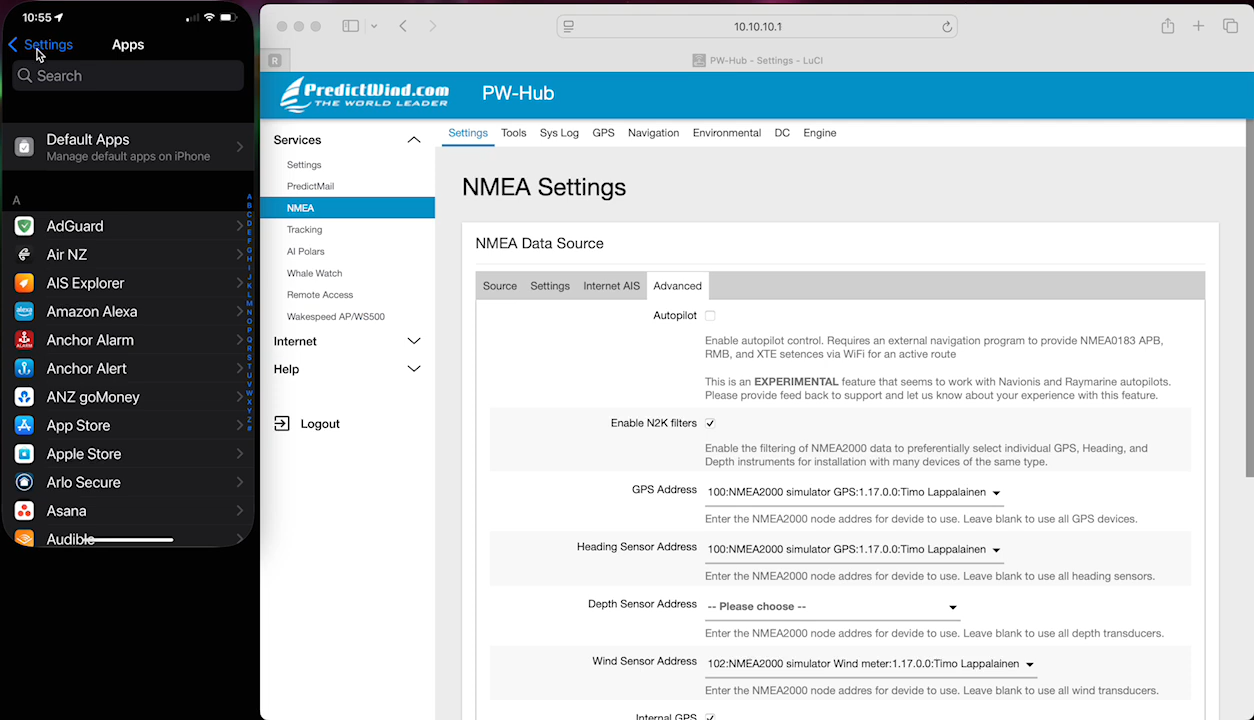 10:55
Settings
Apps
Search
Default Apps
Manage default apps on iPhone
A
AdGuard
Air NZ
AIS Explorer
Amazon Alexa
Anchor Alarm
Anchor Alert
ANZ goMoney
App Store
Apple Store
Arlo Secure
Asana
Audible
A
B
C
D
E
F
G
H
I
J
K
L
M
N
O
P
Q
R
S
T
U
V
W
X
Y
Z
#
10.10.10.1
R
PW-Hub - Settings - LuCI
PredictWind.com
THE WORLD LEADER
PW-Hub
Services
Settings
PredictMail
NMEA
Tracking
AI Polars
Whale Watch
Remote Access
Wakespeed AP/WS500
Internet
Help
Logout
Settings Tools Sys Log GPS Navigation Environmental DC Engine
NMEA Settings
NMEA Data Source
Source Settings Internet AIS Advanced
Autopilot
Enable autopilot control. Requires an external navigation program to provide NMEA0183 APB,
RMB, and XTE setences via WiFi for an active route
This is an EXPERIMENTAL feature that seems to work with Navionis and Raymarine autopilots.
Please provide feed back to support and let us know about your experience with this feature.
Enable N2K filters
Enable the filtering of NMEA2000 data to preferentially select individual GPS, Heading, and
Depth instruments for installation with many devices of the same type.
GPS Address
100:NMEA2000 simulator GPS:1.17.0.0:Timo Lappalainen
Enter the NMEA2000 node addres for devide to use. Leave blank to use all GPS devices.
Heading Sensor Address
100:NMEA2000 simulator GPS:1.17.0.0:Timo Lappalainen
Enter the NMEA2000 node addres for devide to use. Leave blank to use all heading sensors.
Depth Sensor Address
-- Please choose --
Enter the NMEA2000 node addres for devide to use. Leave blank to use all depth transducers.
Wind Sensor Address
102:NMEA2000 simulator Wind meter:1.17.0.0:Timo Lappalainen
Enter the NMEA2000 node addres for devide to use. Leave blank to use all wind transducers.
Internal GPS